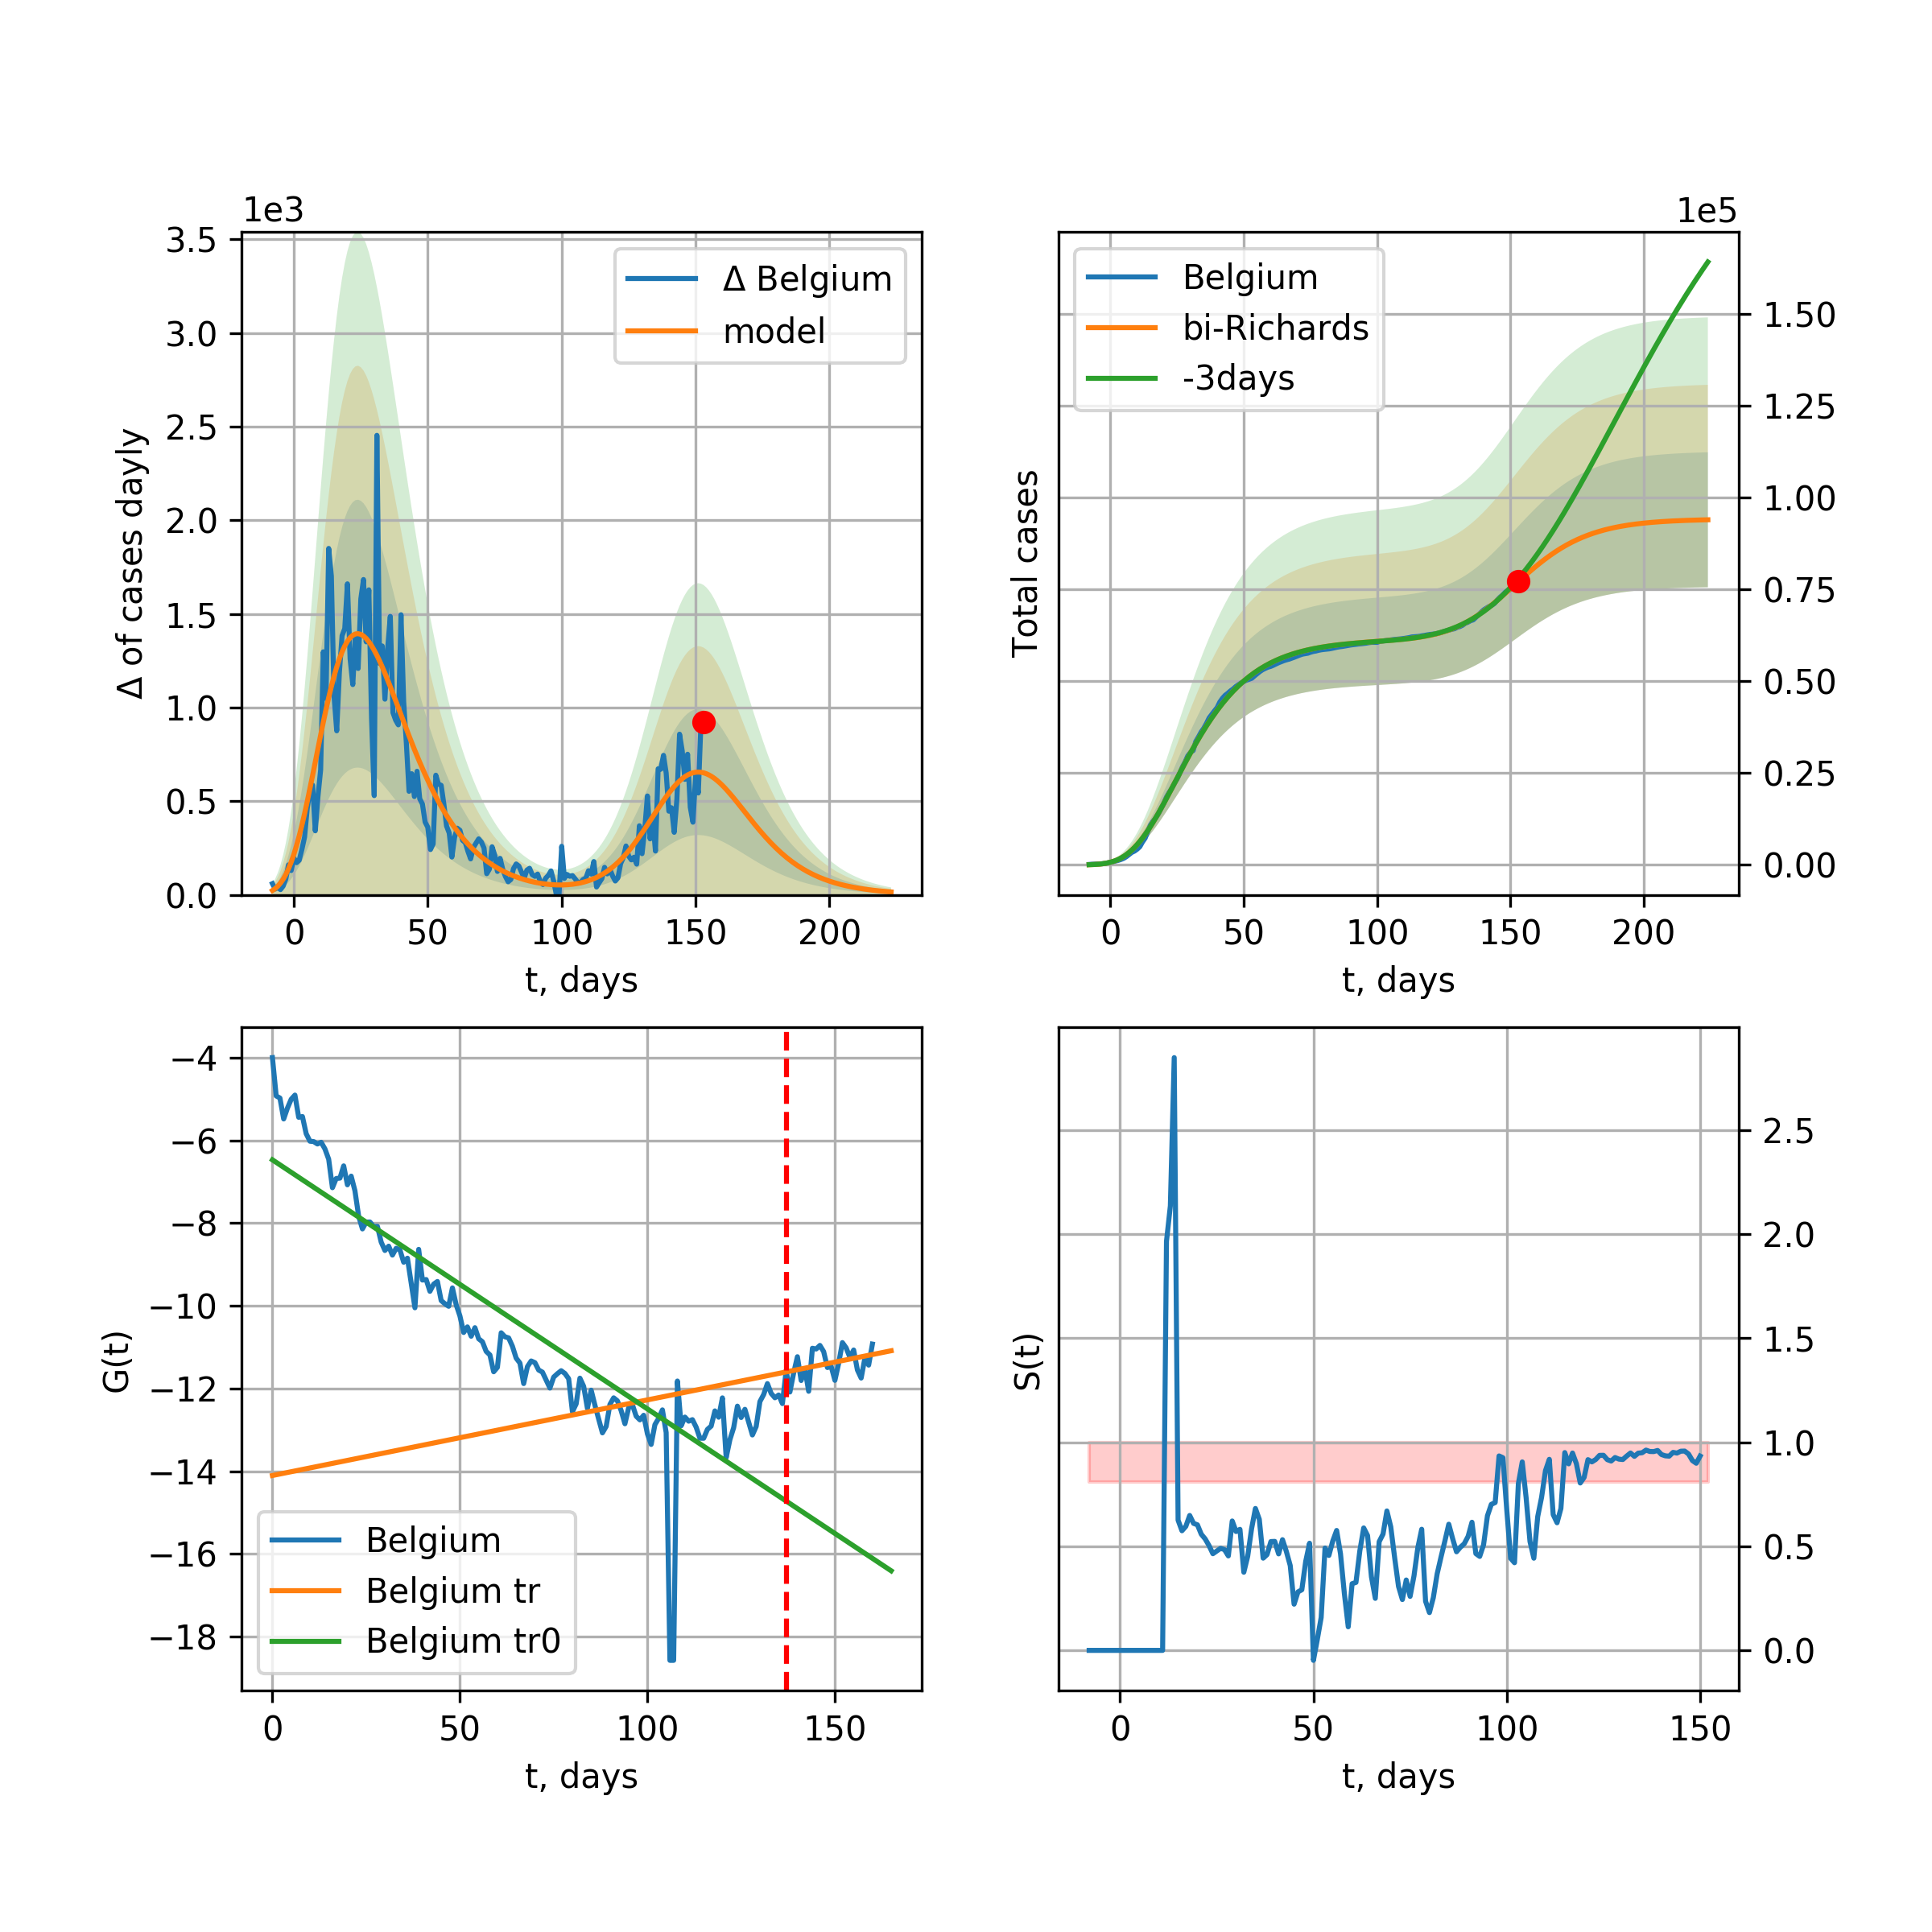 1e3
3.5
3.0
2.5
2.0
1.5
1.0
0.5
0.0
Δ of cases dayly
Δ Belgium
model
0 50 100 150 200
t, days
1e5
Belgium
bi-Richards
-3days
Total cases
1.50
1.25
1.00
0.75
0.50
0.25
0.00
0 50 100 150 200
t, days
−4
−6
−8
−10
−12
−14
−16
−18
G(t)
Belgium
Belgium tr
Belgium tr0
0 50 100 150
t, days
S(t)
2.5
2.0
1.5
1.0
0.5
0.0
0 50 100 150
t, days